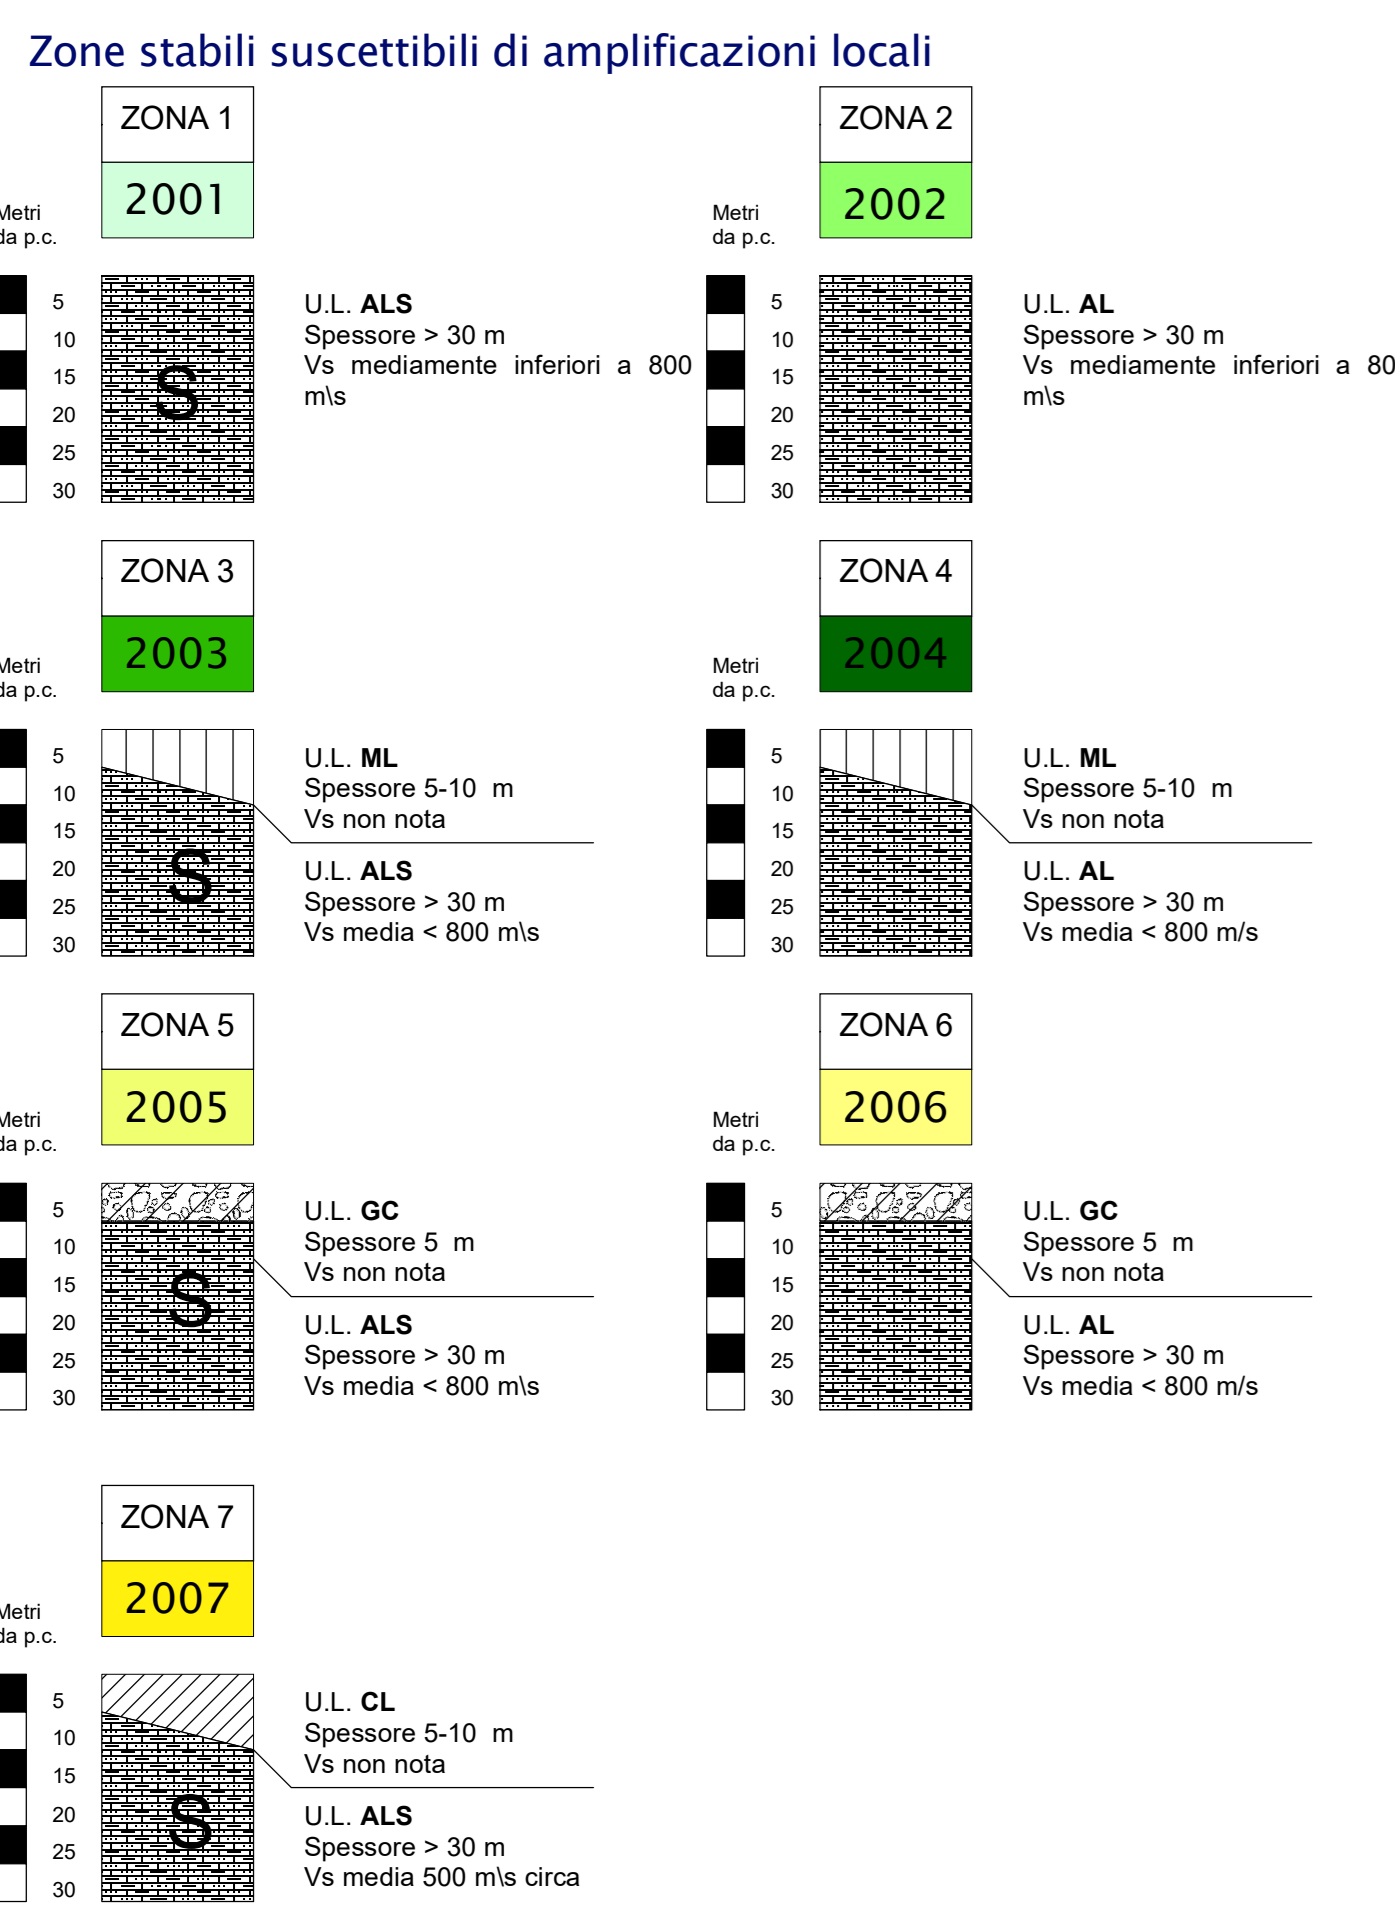 Zone stabili suscettibili di amplificazioni locali
ZONA 1
2001
Metri
da p.c.
5
10
15
20
25
30
S
U.L. ALS
Spessore > 30 m
Vs mediamente inferiori a 800
m\s
ZONA 2
2002
Metri
da p.c.
5
10
15
20
25
30
U.L. AL
Spessore > 30 m
Vs mediamente inferiori a 80
m\s
ZONA 3
2003
Metri
da p.c.
5
10
15
20
25
30
S
U.L. ML
Spessore 5-10 m
Vs non nota
U.L. ALS
Spessore > 30 m
Vs media < 800 m\s
ZONA 4
2004
Metri
da p.c.
5
10
15
20
25
30
U.L. ML
Spessore 5-10 m
Vs non nota
U.L. AL
Spessore > 30 m
Vs media < 800 m/s
ZONA 5
2005
Metri
da p.c.
5
10
15
20
25
30
S
U.L. GC
Spessore 5 m
Vs non nota
U.L. ALS
Spessore > 30 m
Vs media < 800 m\s
ZONA 6
2006
Metri
da p.c.
5
10
15
20
25
30
U.L. GC
Spessore 5 m
Vs non nota
U.L. AL
Spessore > 30 m
Vs media < 800 m/s
ZONA 7
2007
Metri
da p.c.
5
10
15
20
25
30
S
U.L. CL
Spessore 5-10 m
Vs non nota
U.L. ALS
Spessore > 30 m
Vs media 500 m\s circa